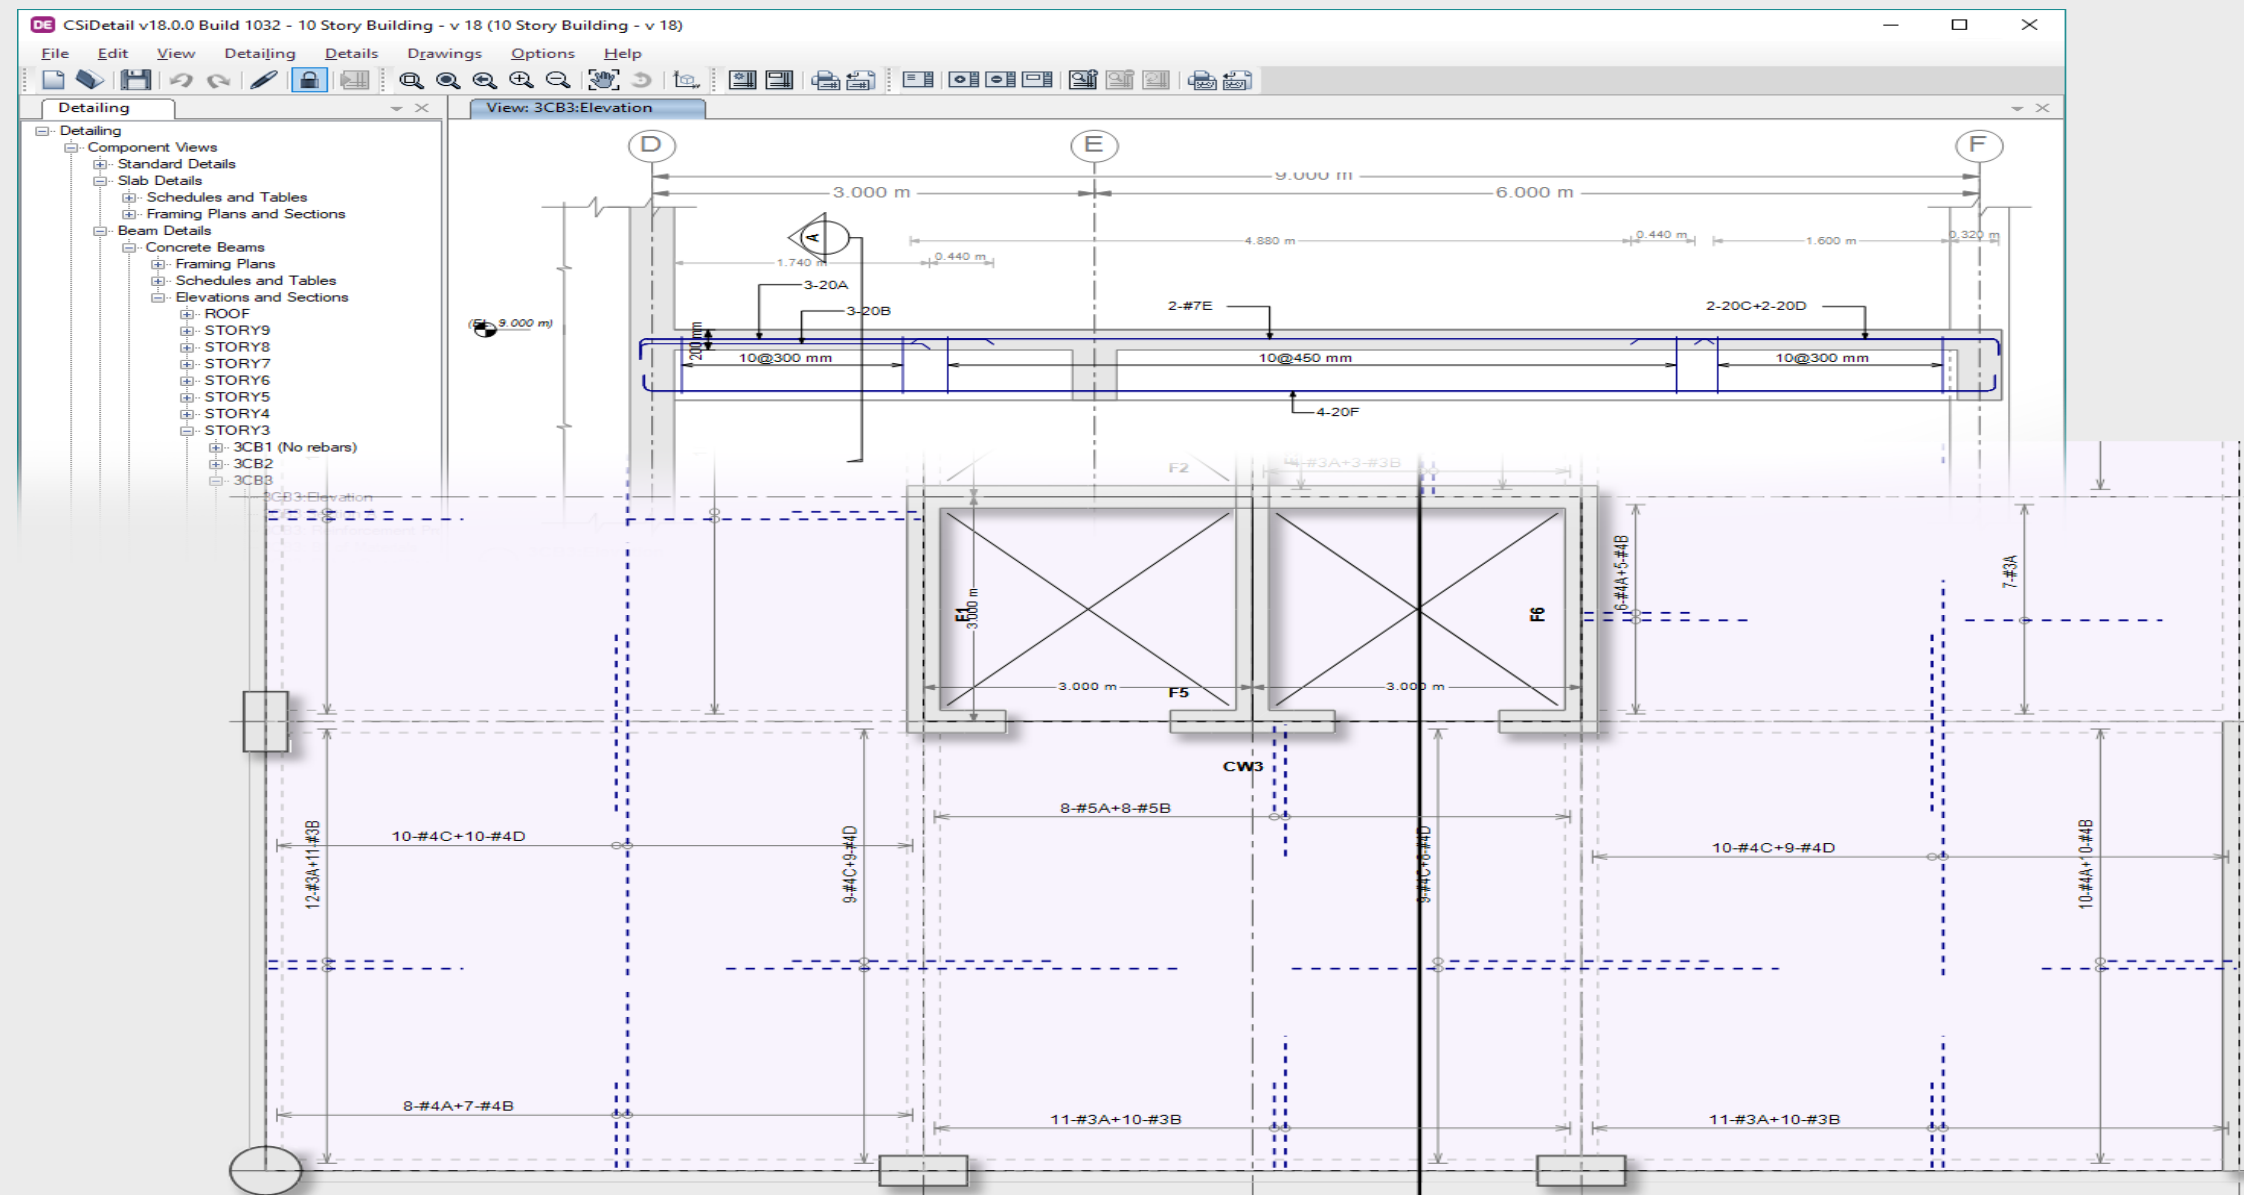 DE CSiDetail v18.0.0 Build 1032 - 10 Story Building - v 18 (10 Story Building - v 18)
File Edit View Detailing Details Drawings Options Help
Detailing
View: 3CB3:Elevation
Detailing
Component Views
Standard Details
Slab Details
Schedules and Tables
Framing Plans and Sections
Beam Details
Concrete Beams
Framing Plans
Schedules and Tables
Elevations and Sections
ROOF
STORY9
STORY8
STORY7
STORY6
STORY5
STORY4
STORY3
3CB1 (No rebars)
3CB2
3CB3
3CB3:Elevation
D E F
9.000 m
3.000 m 6.000 m
A
4.880 m 0.440 m 1.600 m 0.320 m
1.740 m 0.440 m
3-20A
3-20B 2-#7E 2-20C+2-20D
9.000 m)
200 mm
10@300 mm 10@450 mm 10@300 mm
4-20F
F2 4-#3A+3-#3B
6-#4A+5-#4B
7-#3A
3.000 m
F6
3.000 m F5 3.000 m
CW3
8-#5A+8-#5B
10-#4C+10-#4D
10-#4C+9-#4D
12-#3A+11-#3B
9-#4C+9-#4D
10-#4A+10-#4B
8-#4A+7-#4B
11-#3A+10-#3B
11-#3A+10-#3B